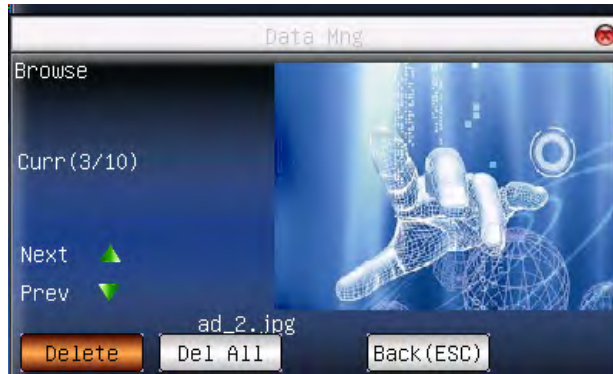 Data Mng
Browse
Curr(3/10)
Next
Prev
ad_2.jpg
Delete
Del All
Back(ESC)